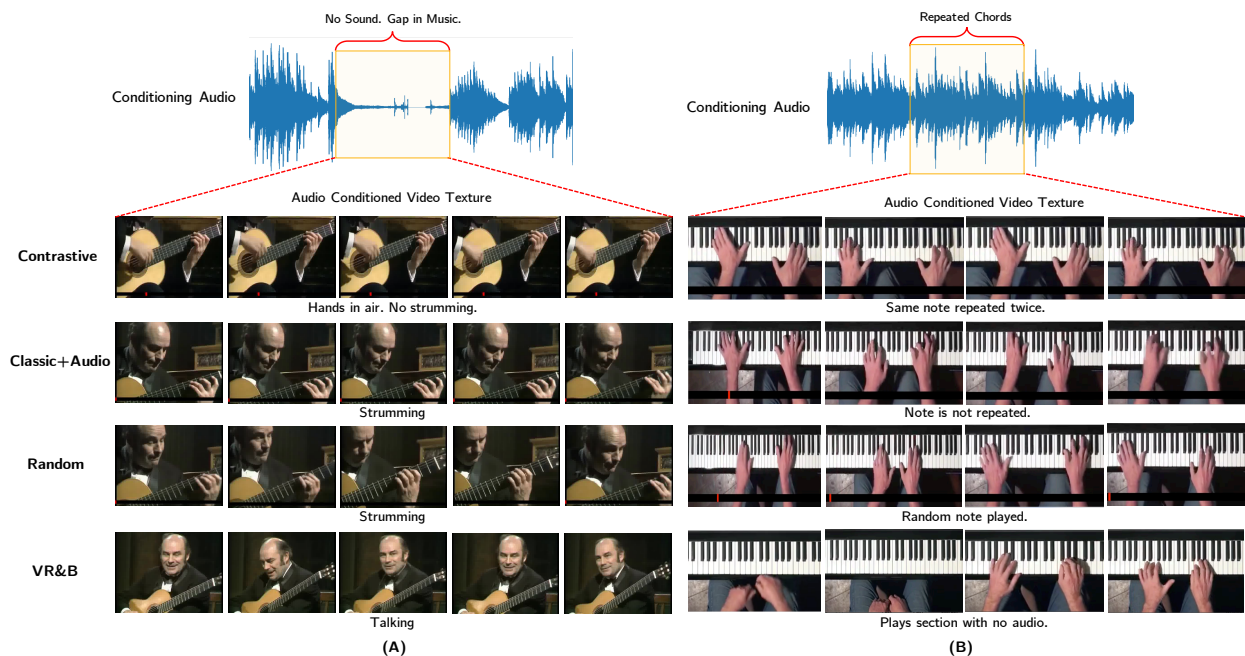 No Sound. Gap in Music.
Conditioning Audio
Audio Conditioned Video Texture
Contrastive
Hands in air. No strumming.
Classic+Audio
Strumming
Random
Strumming
VR&B
Talking
(A)
Repeated Chords
Conditioning Audio
Audio Conditioned Video Texture
Same note repeated twice.
Note is not repeated.
Random note played.
Plays section with no audio.
(B)